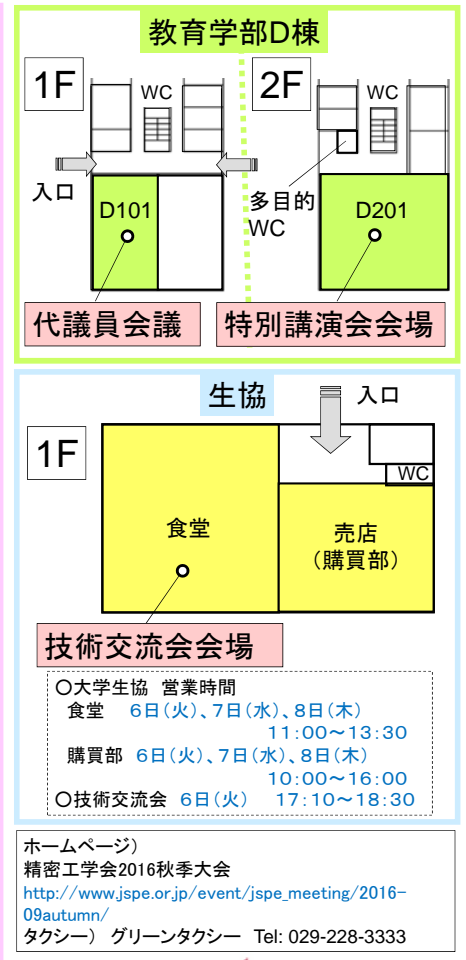 教育学部D棟
1F
WC
入口
D101
代議員会議
2F
WC
多目的
WC
D201
特別講演会会場
生協
入口
1F
WC
食堂
売店
(購買部)
技術交流会会場
○大学生協 営業時間
食堂 6日(火)、7日(水)、8日(木)
11:00～13:30
購買部 6日(火)、7日(水)、8日(木)
10:00～16:00
○技術交流会 6日(火) 17:10～18:30
ホームページ)
精密工学会2016秋季大会
http://www.jspe.or.jp/event/jspe_meeting/2016-
09autumn/
タクシー) グリーンタクシー Tel: 029-228-3333